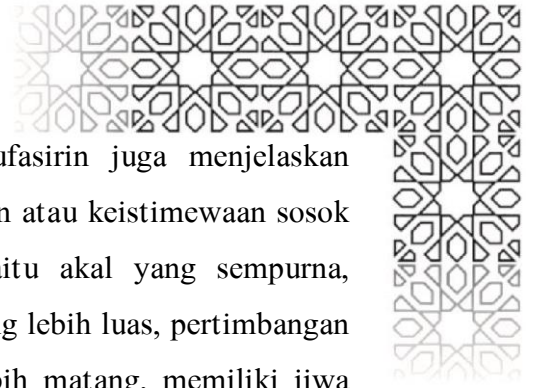 ufasirin juga menjelaskan
n atau keistimewaan sosok
aitu akal yang sempurna,
g lebih luas, pertimbangan
bih matang, memiliki jiwa